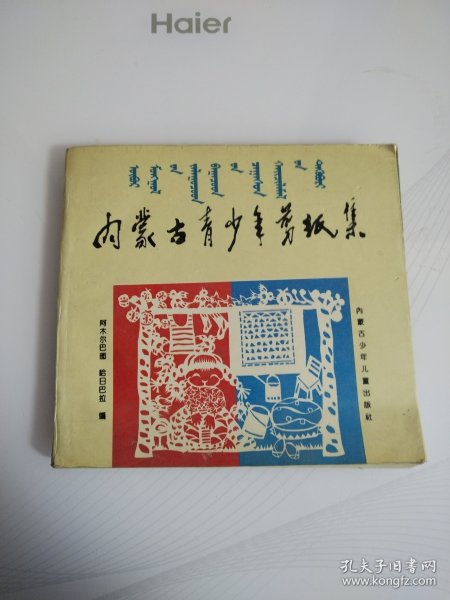 Haier
内蒙古青少年剪纸集
阿木尔巴图 哈日巴拉 编
内蒙古少年儿童出版社
孔夫子旧书网
www.kongfz.com